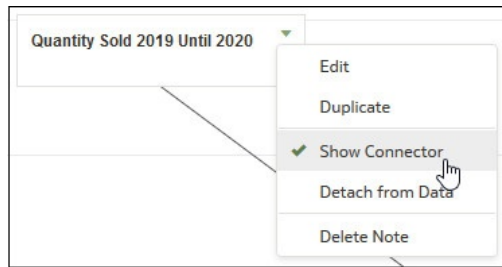 Quantity Sold 2019 Until 2020
Edit
Duplicate
Show Connector
Detach from Data
Delete Note